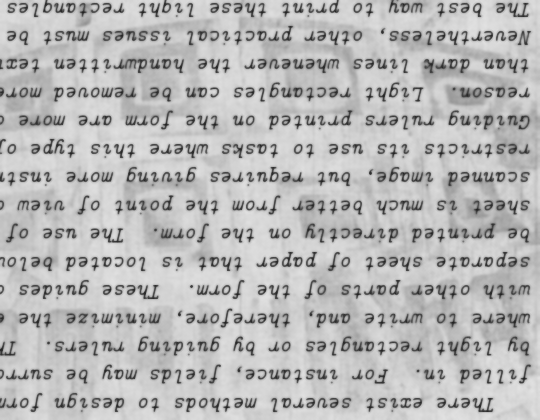 There exist several methods to design form
filled in. For instance, fields may be surro
by light rectangles or by guiding rulers. Th
where to write and, therefore, minimize the e
with other parts of the form. These guides c
separate sheet of paper that is located belo
be printed directly on the form. The use of
sheet is much better from the point of view o
scanned image, but requires giving more inst
restricts its use to tasks where this type of
Guiding rulers printed on the form are more c
reason. Light rectangles can be removed more
than dark lines whenever the handwritten tex
Nevertheless, other practical issues must be
The best way to print these light rectangles